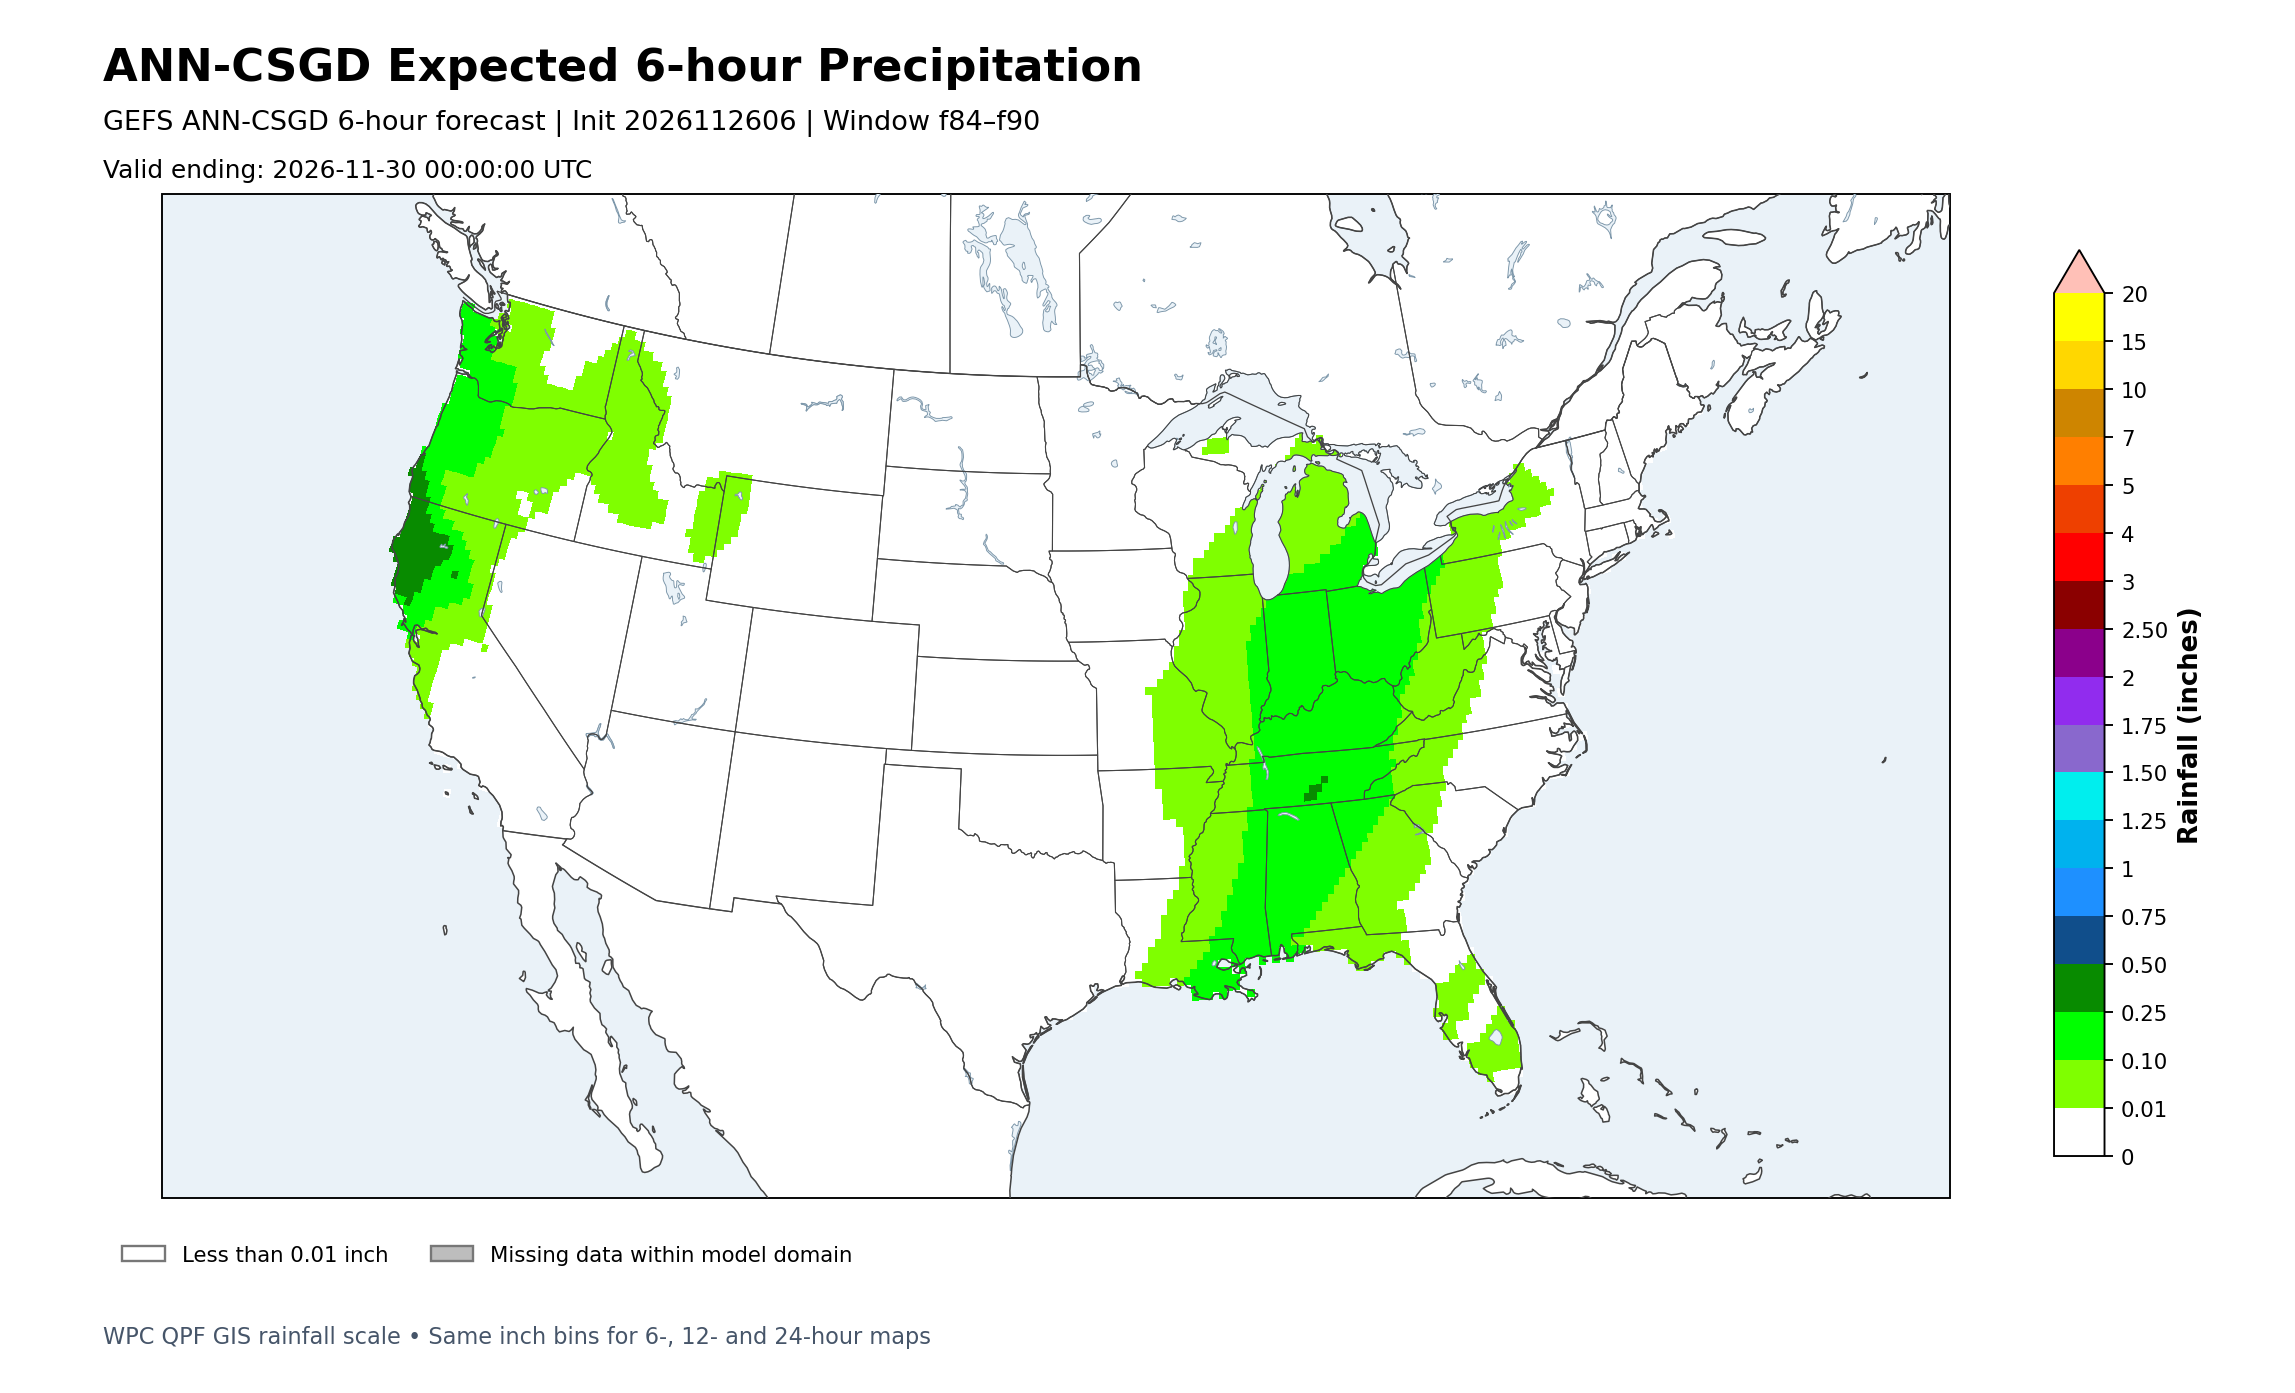 ANN-CSGD Expected 6-hour Precipitation
GEFS ANN-CSGD 6-hour forecast | Init 2026112606 | Window f84–f90
Valid ending: 2026-11-30 00:00:00 UTC
20
15
10
7
5
4
3
2.50
2
1.75
1.50
1.25
1
0.75
0.50
0.25
0.10
0.01
0
Rainfall (inches)
Less than 0.01 inch
Missing data within model domain
WPC QPF GIS rainfall scale • Same inch bins for 6-, 12- and 24-hour maps